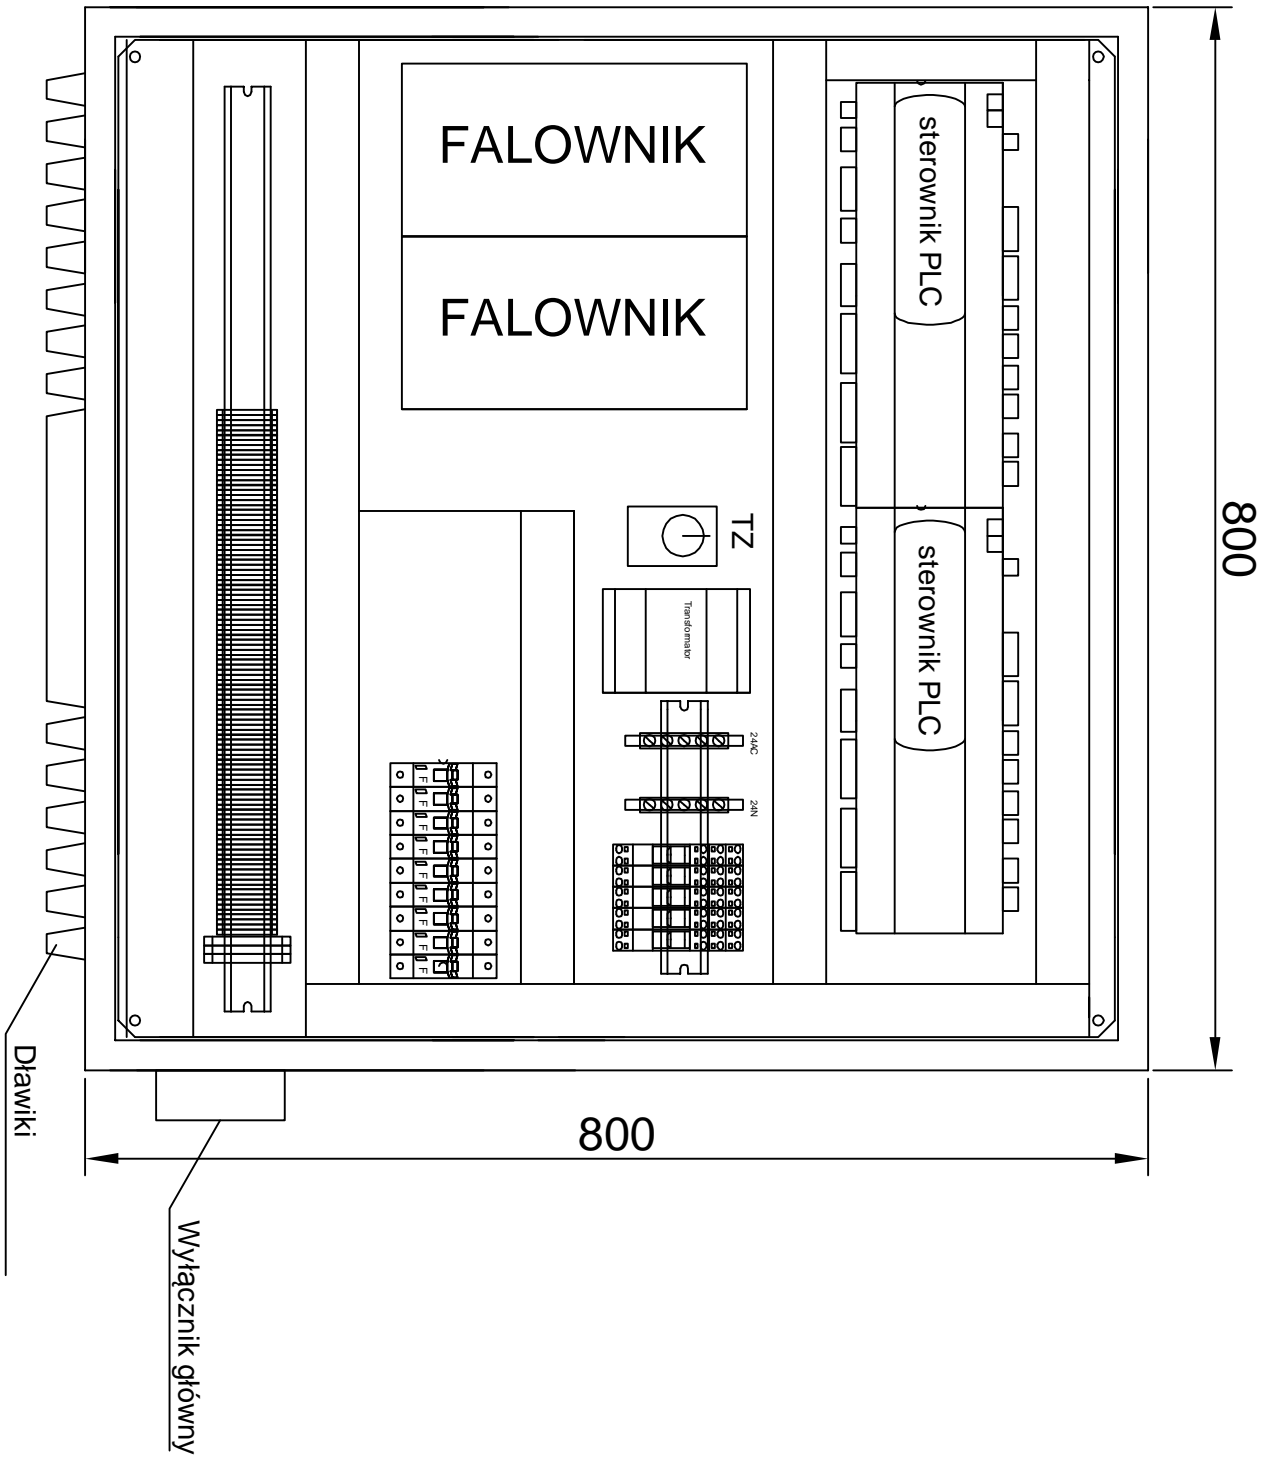 FALOWNIK
FALOWNIK
sterownik PLC
sterownik PLC
TZ
Transformator
24AC
24N
F
F
F
F
F
F
F
F
F
800
800
Dławiki
Wyłącznik główny